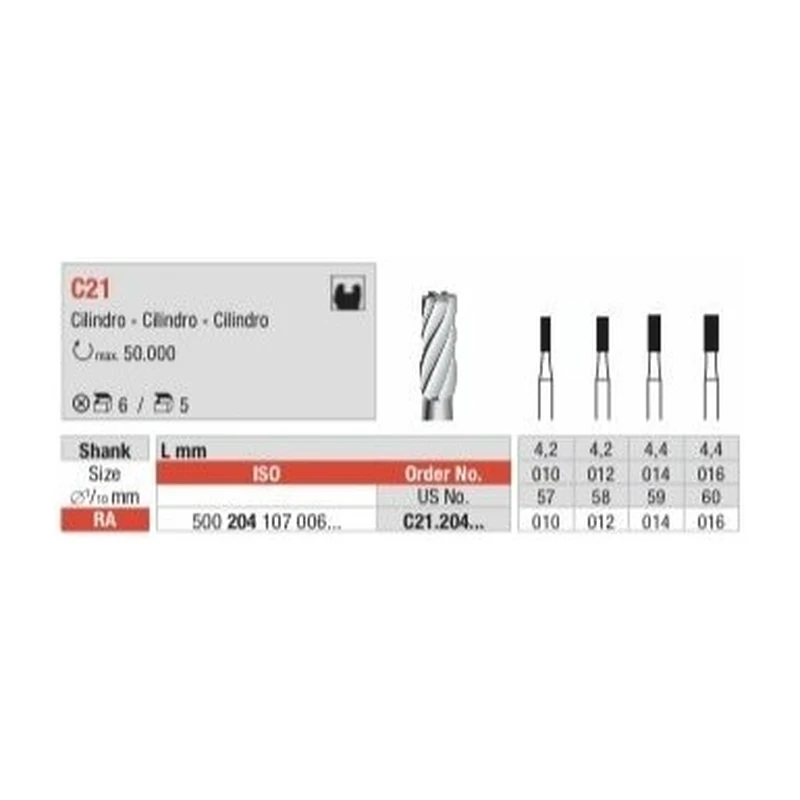 C21
Cilindro - Cilindro - Cilindro
max. 50.000
6 / 5
Shank L mm 4,2 4,2 4,4 4,4
Size ISO Order No. 010 012 014 016
Ø¹/₁₀ mm US No. 57 58 59 60
RA 500 204 107 006... C21.204... 010 012 014 016